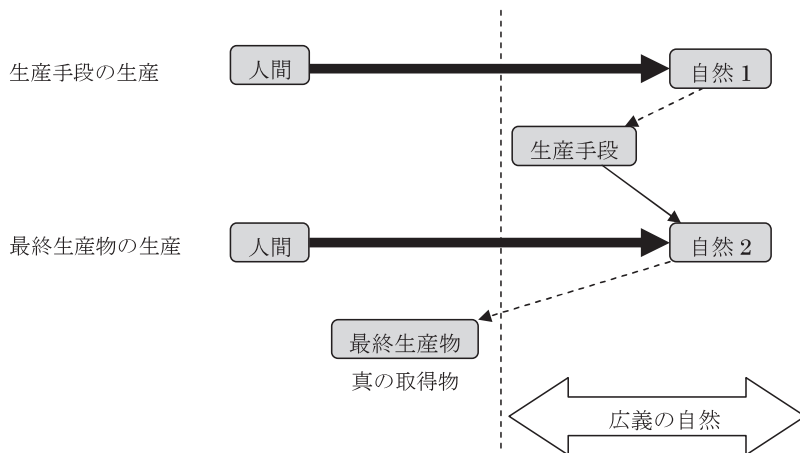 生産手段の生産
人間
自然 1
生産手段
最終生産物の生産
人間
自然 2
最終生産物
真の取得物
広義の自然